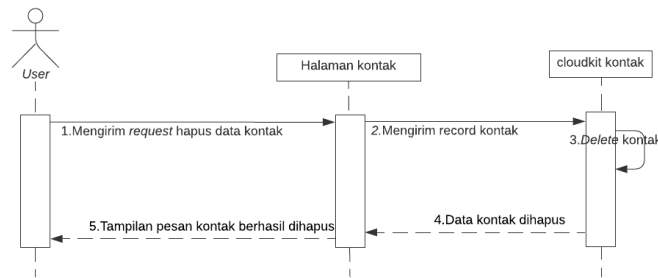 User
Halaman kontak
cloudkit kontak
1.Mengirim request hapus data kontak
2.Mengirim record kontak
3.Delete kontak
4.Data kontak dihapus
5.Tampilan pesan kontak berhasil dihapus